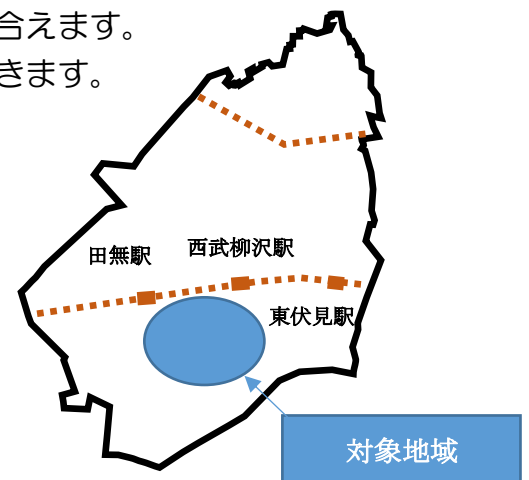 合えます。
きます。
田無駅
西武柳沢駅
東伏見駅
対象地域